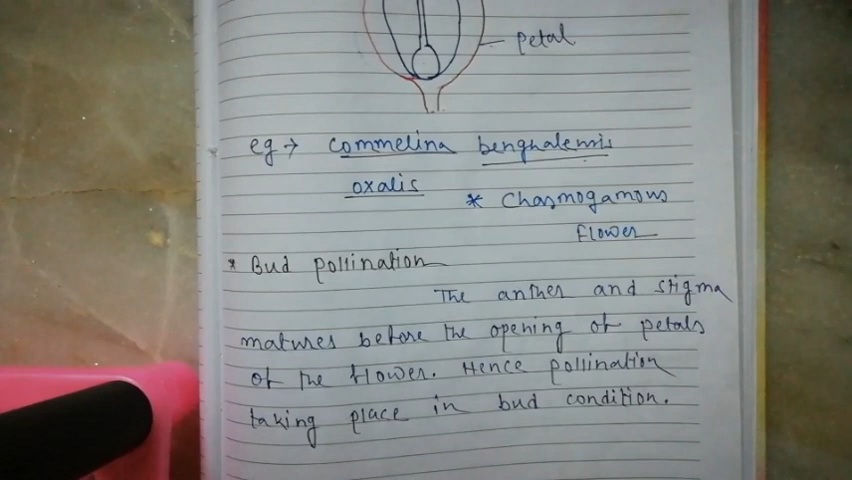 Petal
eg → Commelina benghalensis
oxalis
* Chasmogamous
flower
* Bud pollination
The anther and stigma
matures before the opening of petals
of the flower. Hence pollination
taking place in bud condition.